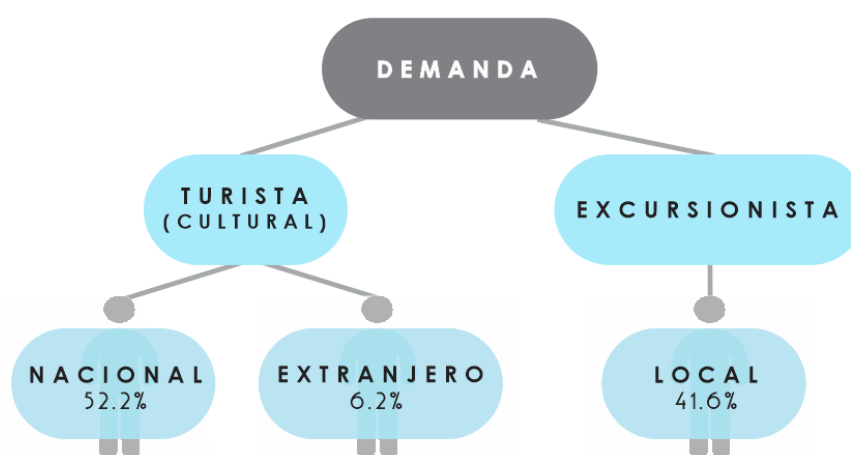 DEMANDA
TURISTA
(CULTURAL)
EXCURSIONISTA
NACIONAL
52.2%
EXTRANJERO
6.2%
LOCAL
41.6%